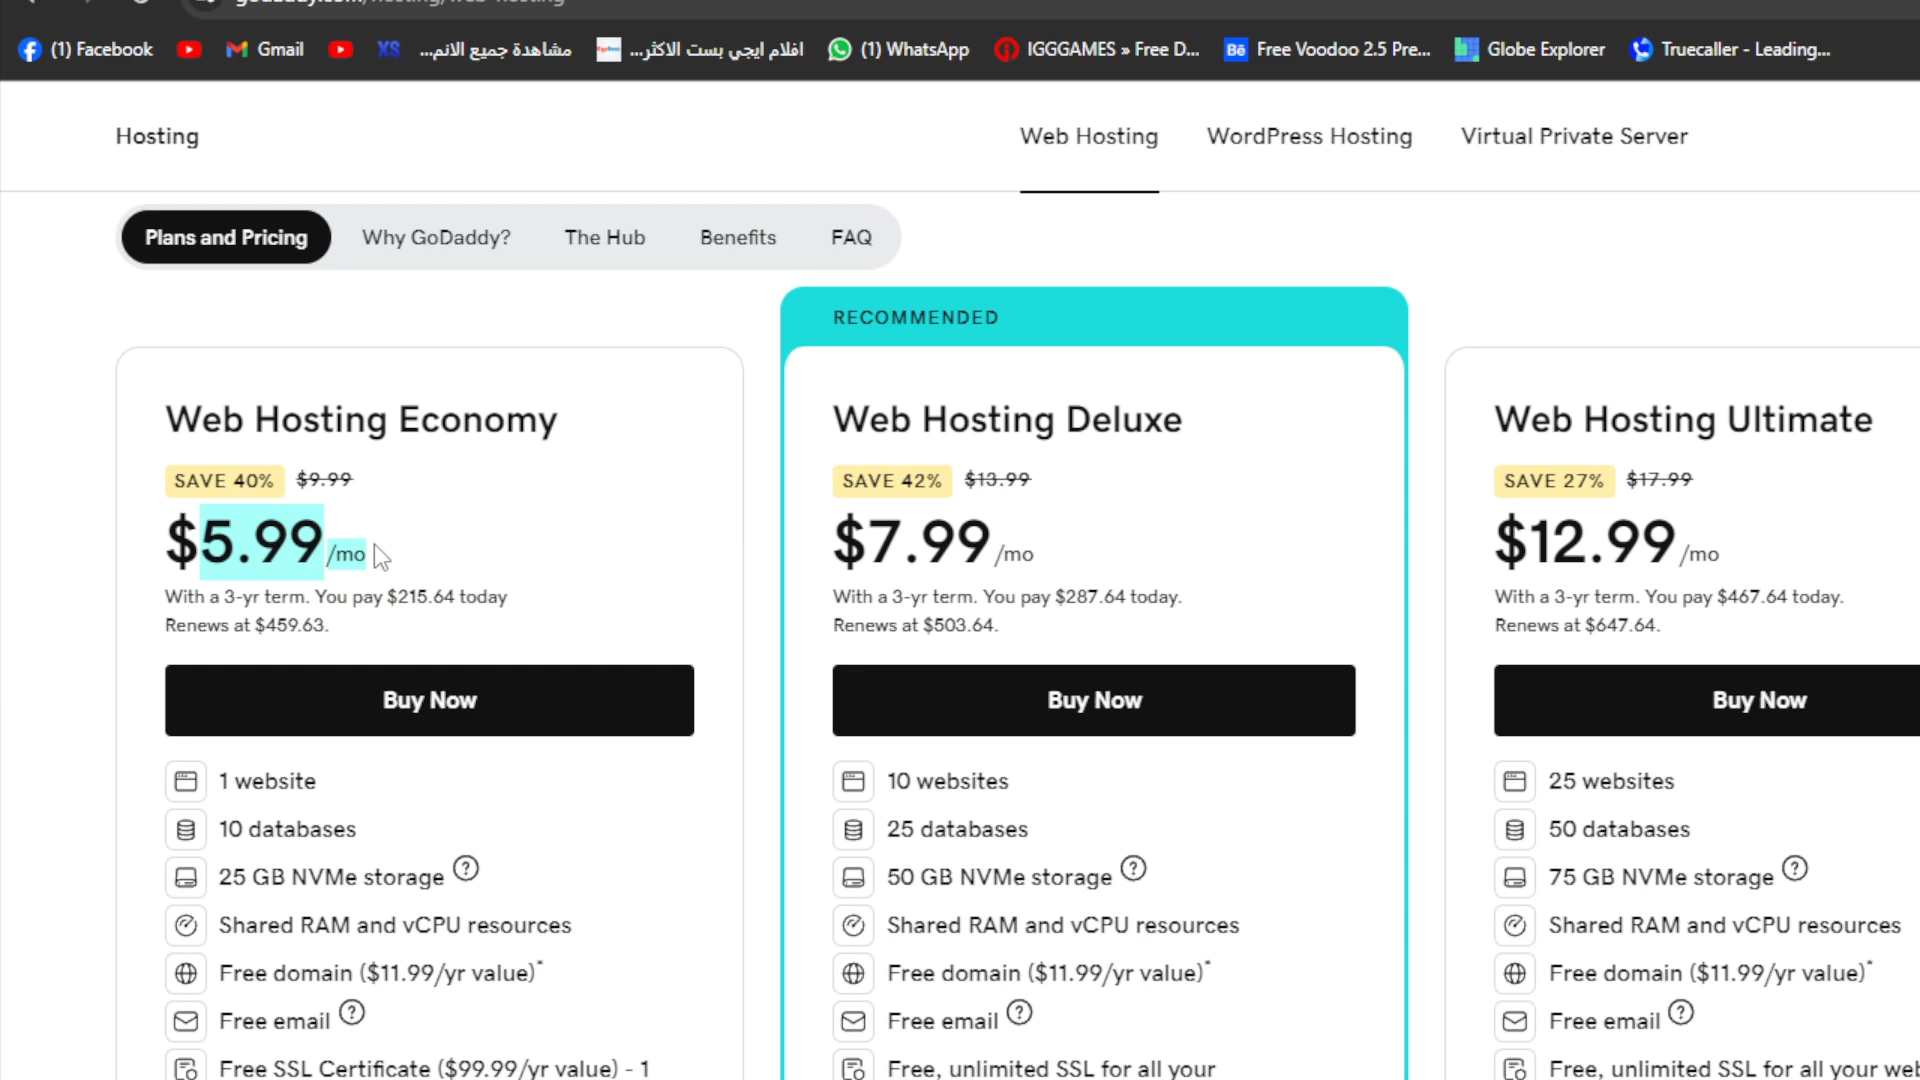 (1) Facebook
Gmail
XS
مشاهدة جميع الانم...
افلام ايجي بست الاكثر...
(1) WhatsApp
IGGGAMES » Free D...
Bē
Free Voodoo 2.5 Pre...
Globe Explorer
Truecaller - Leading...
Hosting
Web Hosting
WordPress Hosting
Virtual Private Server
Plans and Pricing
Why GoDaddy?
The Hub
Benefits
FAQ
RECOMMENDED
Web Hosting Economy
SAVE 40% $9.99
$5.99/mo
With a 3-yr term. You pay $215.64 today
Renews at $459.63.
Buy Now
1 website
10 databases
25 GB NVMe storage ?
Shared RAM and vCPU resources
Free domain ($11.99/yr value)*
Free email ?
Free SSL Certificate ($99.99/yr value) - 1
Web Hosting Deluxe
SAVE 42% $13.99
$7.99/mo
With a 3-yr term. You pay $287.64 today.
Renews at $503.64.
Buy Now
10 websites
25 databases
50 GB NVMe storage ?
Shared RAM and vCPU resources
Free domain ($11.99/yr value)*
Free email ?
Free, unlimited SSL for all your
Web Hosting Ultimate
SAVE 27% $17.99
$12.99/mo
With a 3-yr term. You pay $467.64 today.
Renews at $647.64.
Buy Now
25 websites
50 databases
75 GB NVMe storage ?
Shared RAM and vCPU resources
Free domain ($11.99/yr value)*
Free email ?
Free, unlimited SSL for all your